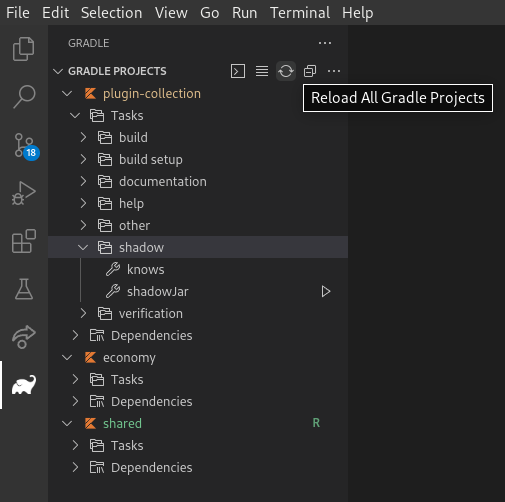 File Edit Selection View Go Run Terminal Help
GRADLE
GRADLE PROJECTS
Reload All Gradle Projects
plugin-collection
Tasks
build
build setup
documentation
help
other
shadow
knows
shadowJar
verification
Dependencies
economy
Tasks
Dependencies
shared R
Tasks
Dependencies
18